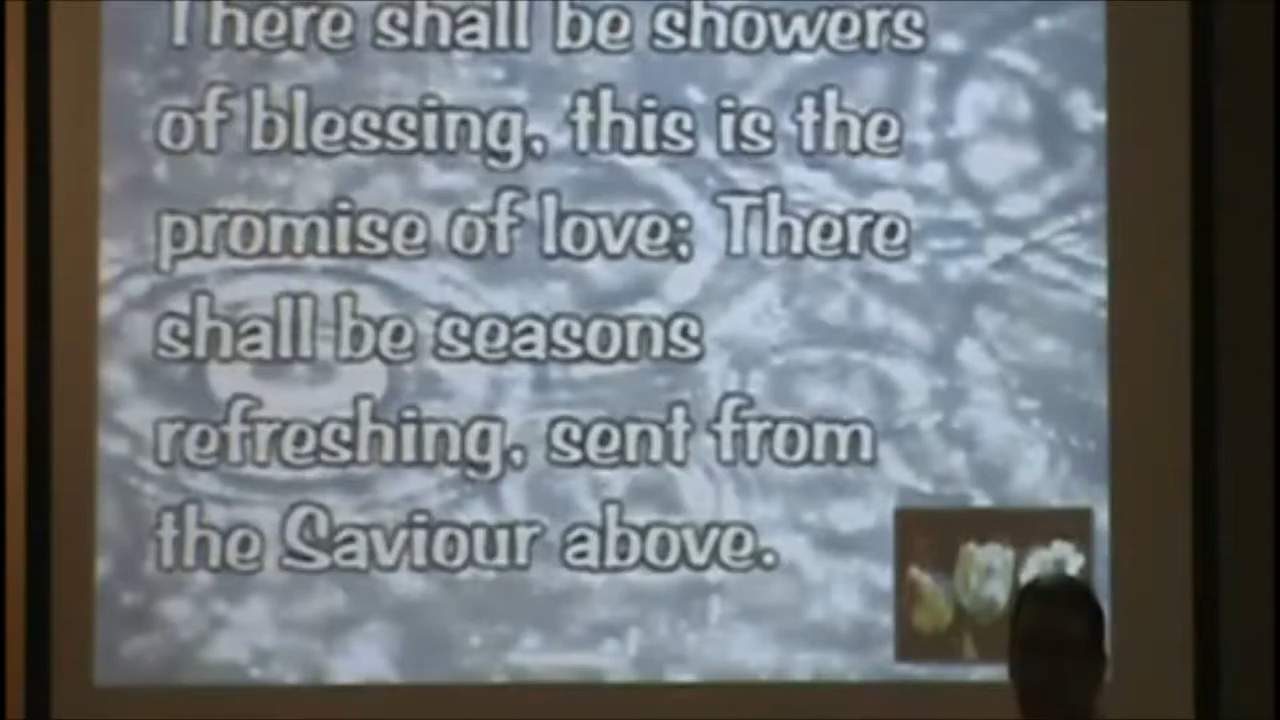 There shall be showers
of blessing, this is the
promise of love; There
shall be seasons
refreshing, sent from
the Saviour above.